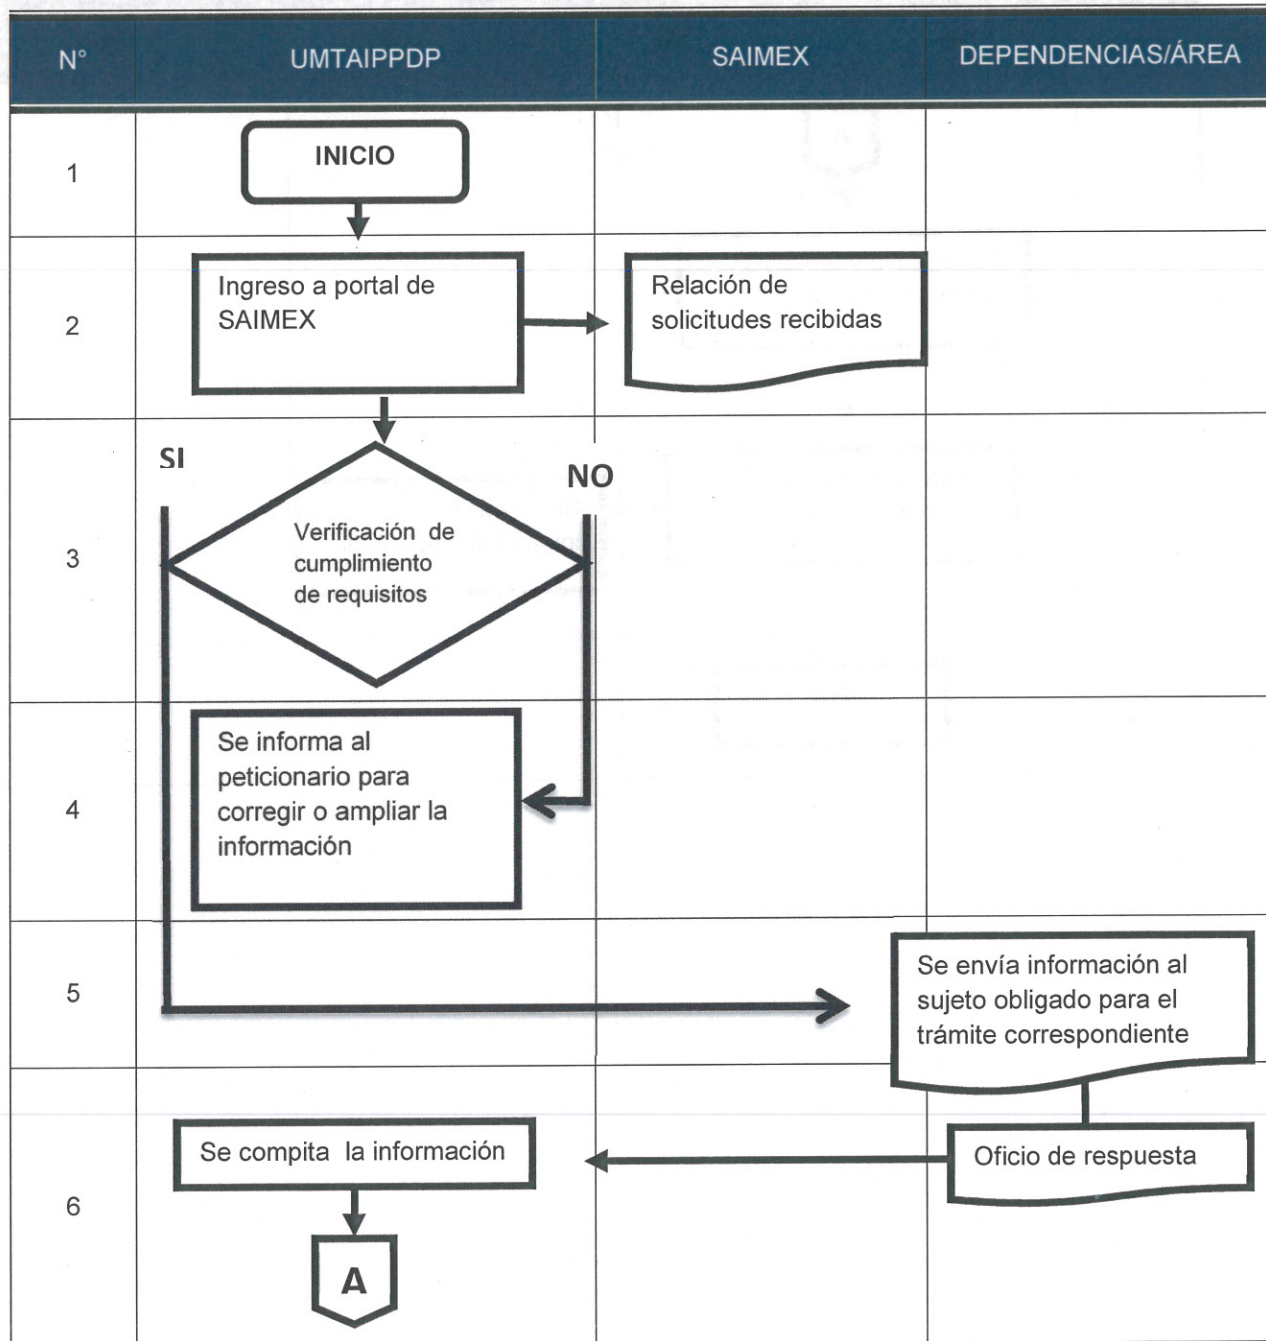 N° UMTAIPPDP SAIMEX DEPENDENCIAS/ÁREA
1
INICIO
2
Ingreso a portal de
SAIMEX
Relación de
solicitudes recibidas
3
SI
NO
Verificación de
cumplimiento
de requisitos
4
Se informa al
peticionario para
corregir o ampliar la
información
5
Se envía información al
sujeto obligado para el
trámite correspondiente
6
Se compita la información
Oficio de respuesta
A